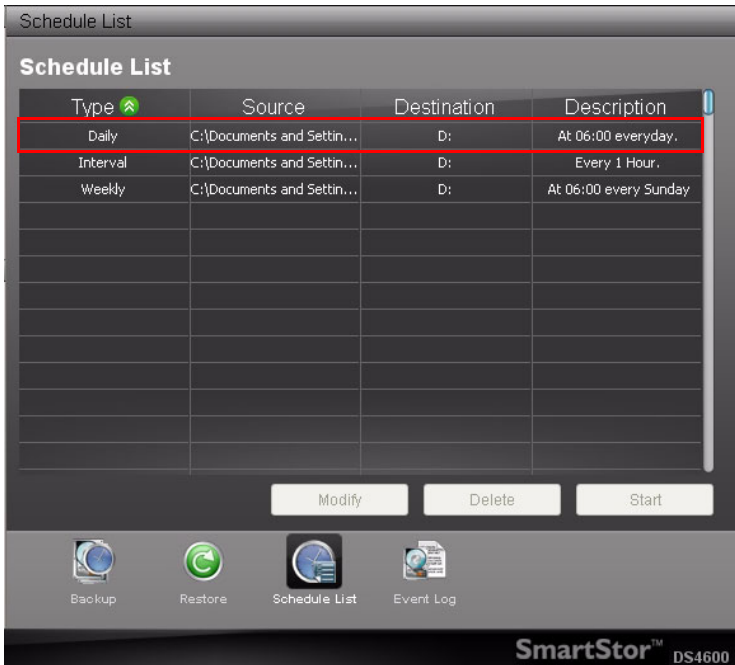 Schedule List
Schedule List
Type Source Destination Description
Daily C:\Documents and Settin... D: At 06:00 everyday.
Interval C:\Documents and Settin... D: Every 1 Hour.
Weekly C:\Documents and Settin... D: At 06:00 every Sunday
Modify Delete Start
Backup Restore Schedule List Event Log
SmartStor™ DS4600